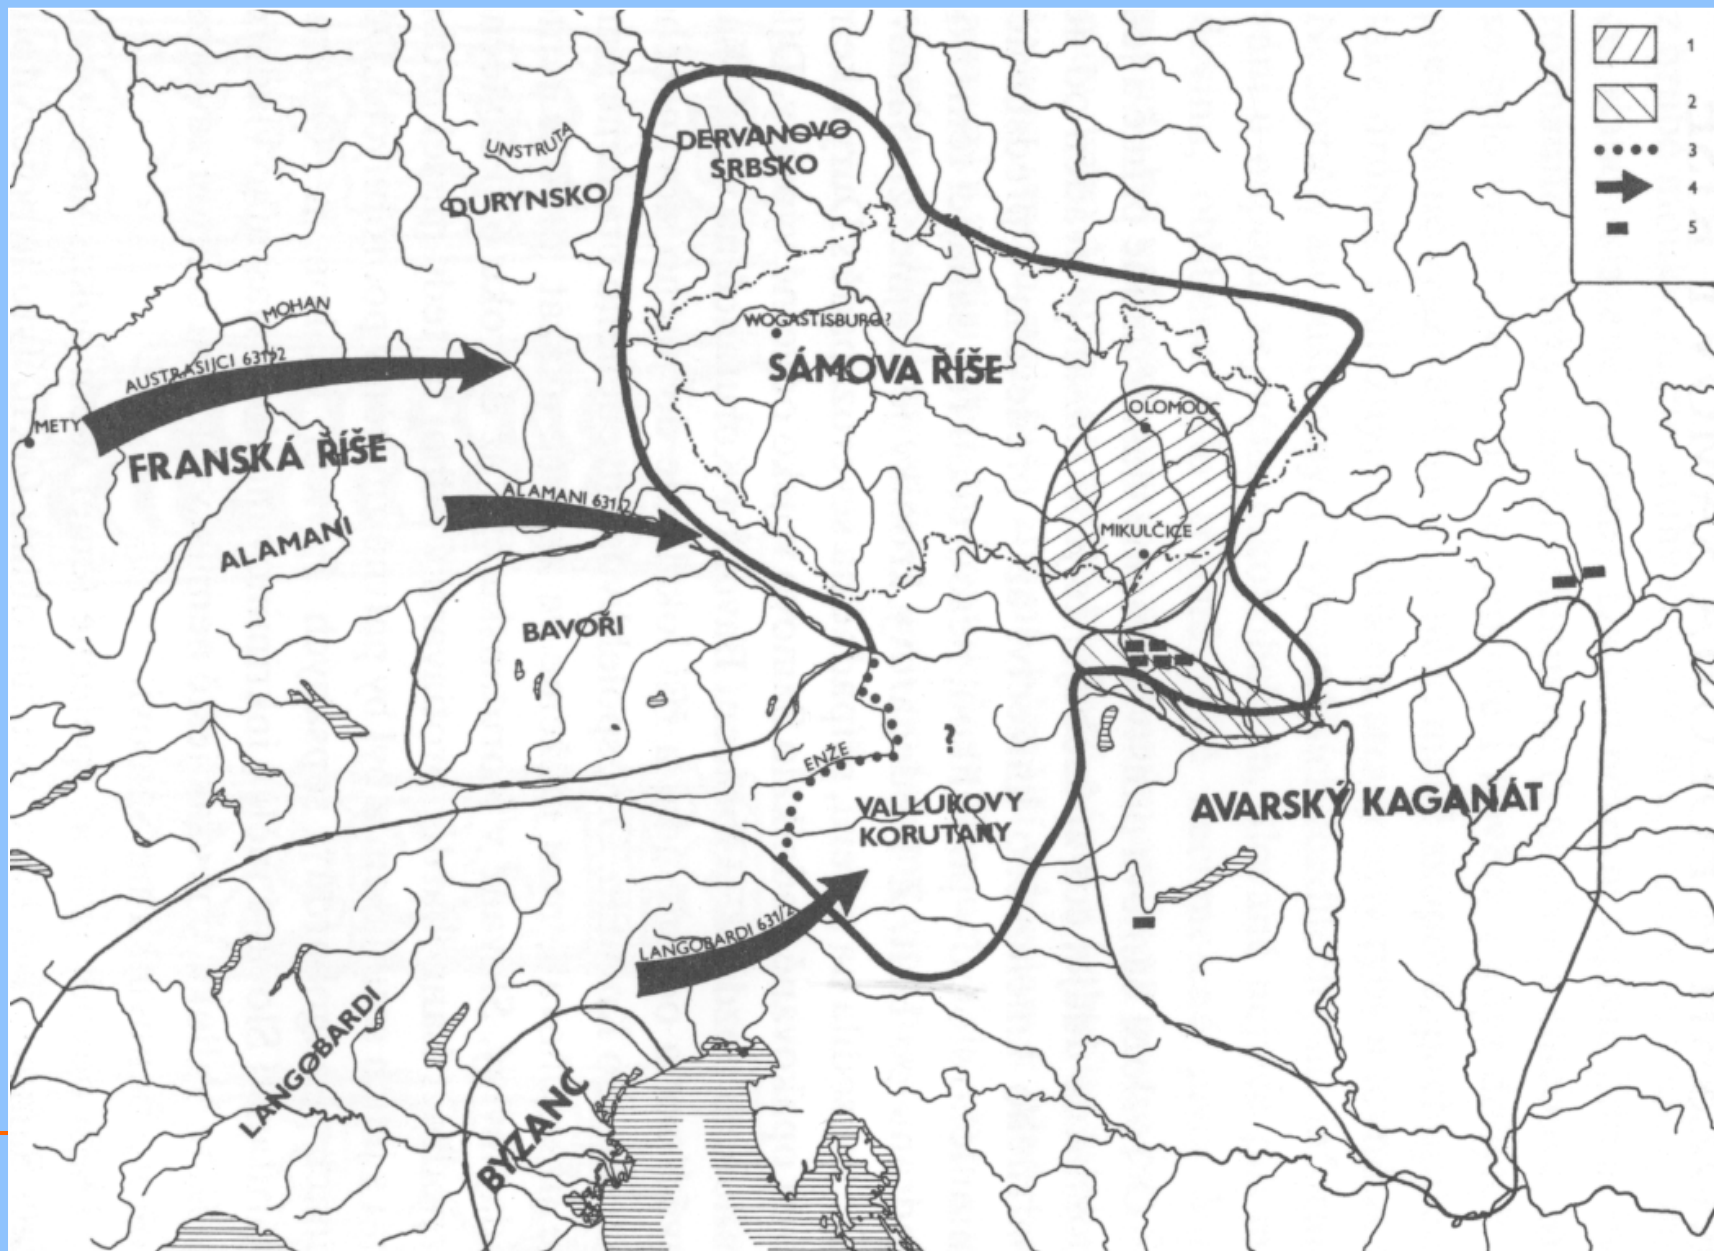 1
2
3
4
5
UNSTRUTA
DURYNSKO
DERVANOVO
SRBSKO
MOHAN
WOGASTISBURG?
SÁMOVA ŘÍŠE
AUSTRASIJCI 631/2
METY
FRANSKÁ ŘÍŠE
OLOMOUC
ALAMANI 631/2
ALAMANI
MIKULČICE
BAVOŘI
?
ENŽE
VALLUKOVY
KORUTANY
AVARSKÝ KAGANÁT
LANGOBARDI 631/2
LANGOBARDI
BYZANC